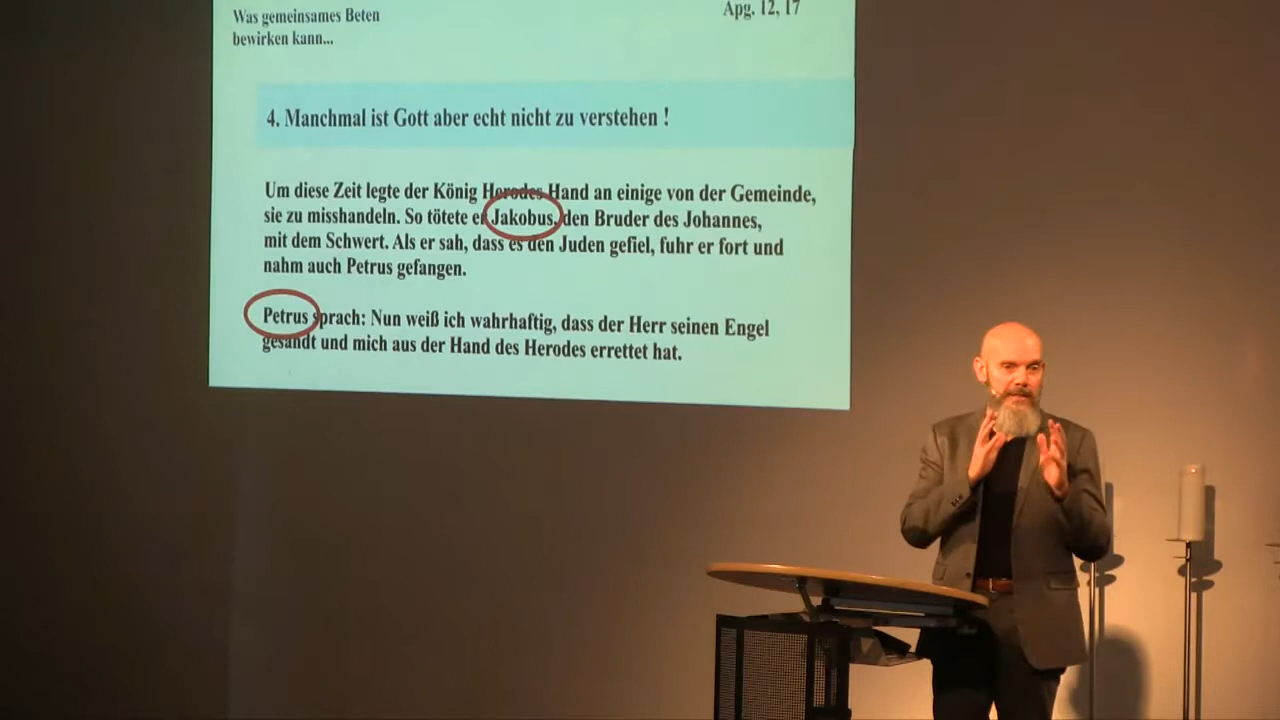 Was gemeinsames Beten
bewirken kann...
Apg. 12, 17
4. Manchmal ist Gott aber echt nicht zu verstehen !
Um diese Zeit legte der König Herodes Hand an einige von der Gemeinde,
sie zu misshandeln. So tötete er Jakobus, den Bruder des Johannes,
mit dem Schwert. Als er sah, dass es den Juden gefiel, fuhr er fort und
nahm auch Petrus gefangen.
Petrus sprach: Nun weiß ich wahrhaftig, dass der Herr seinen Engel
gesandt und mich aus der Hand des Herodes errettet hat.